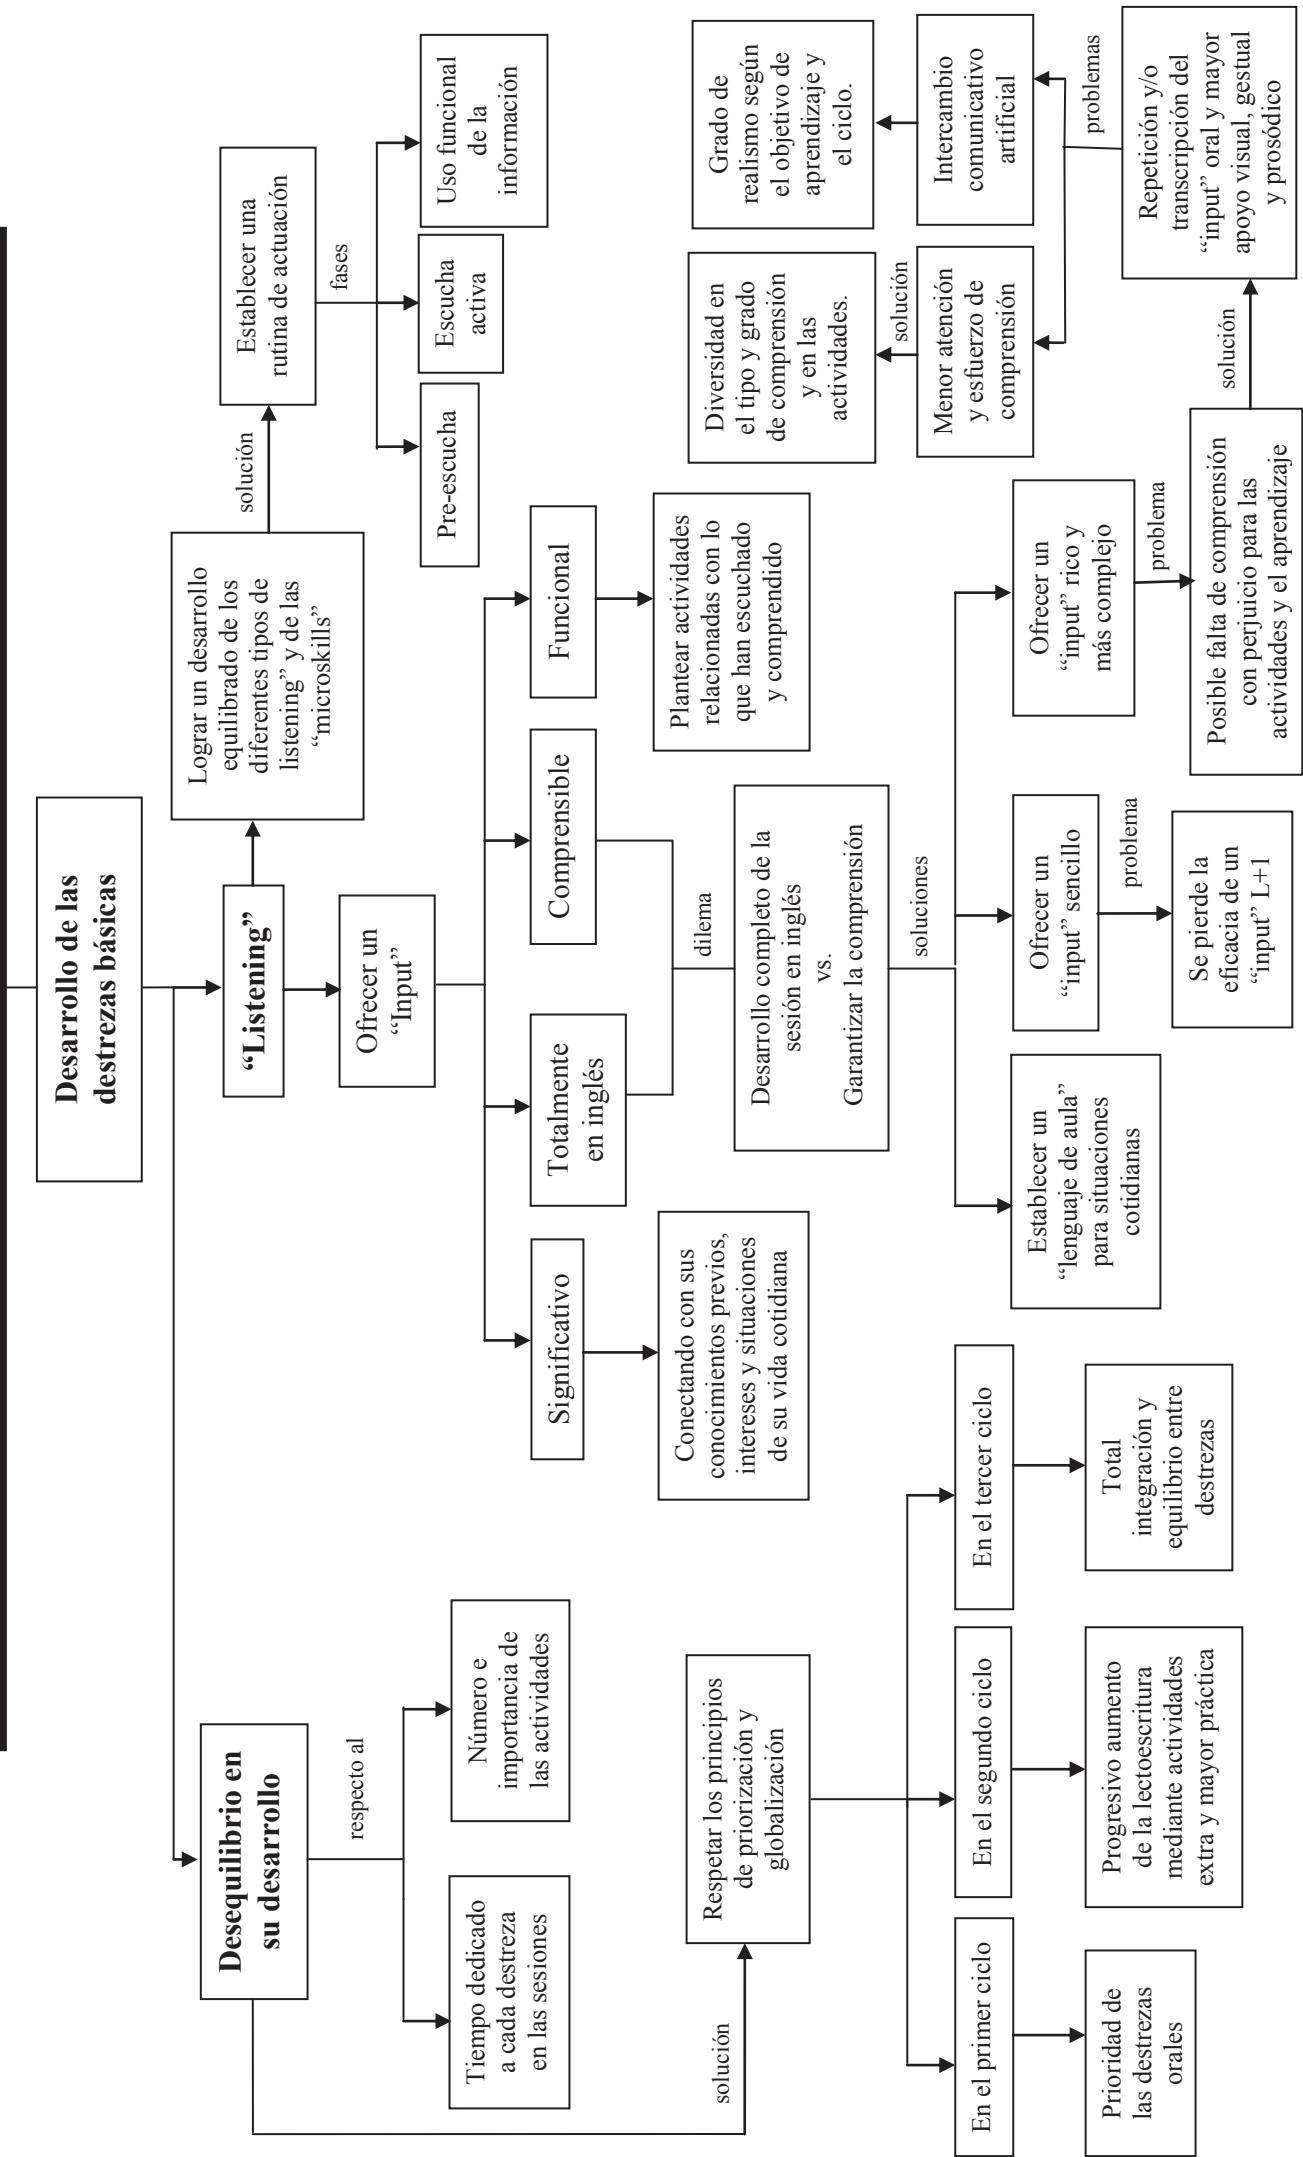 Desarrollo de las
destrezas básicas
Desequilibrio en
su desarrollo
respecto al
Tiempo dedicado
a cada destreza
en las sesiones
Número e
importancia de
las actividades
solución
Respetar los principios
de priorización y
globalización
En el primer ciclo
Prioridad de
las destrezas
orales
En el segundo ciclo
Progresivo aumento
de la lectoescritura
mediante actividades
extra y mayor práctica
En el tercer ciclo
Total
integración y
equilibrio entre
destrezas
“Listening”
Ofrecer un
“Input”
Significativo
Conectando con sus
conocimientos previos,
intereses y situaciones
de su vida cotidiana
Totalmente
en inglés
Comprensible
Funcional
Plantear actividades
relacionadas con lo
que han escuchado
y comprendido
dilema
Desarrollo completo de la
sesión en inglés
vs.
Garantizar la comprensión
soluciones
Establecer un
“lenguaje de aula”
para situaciones
cotidianas
Ofrecer un
“input” sencillo
problema
Se pierde la
eficacia de un
“input” L+1
Ofrecer un
“input” rico y
más complejo
problema
Posible falta de comprensión
con perjuicio para las
actividades y el aprendizaje
solución
Repetición y/o
transcripción del
“input” oral y mayor
apoyo visual, gestual
y prosódico
problemas
Menor atención
y esfuerzo de
comprensión
solución
Diversidad en
el tipo y grado
de comprensión
y en las
actividades.
Intercambio
comunicativo
artificial
Grado de
realismo según
el objetivo de
aprendizaje y
el ciclo.
Lograr un desarrollo
equilibrado de los
diferentes tipos de
listening” y de las
“microskills”
solución
Establecer una
rutina de actuación
fases
Pre-escucha
Escucha
activa
Uso funcional
de la
información